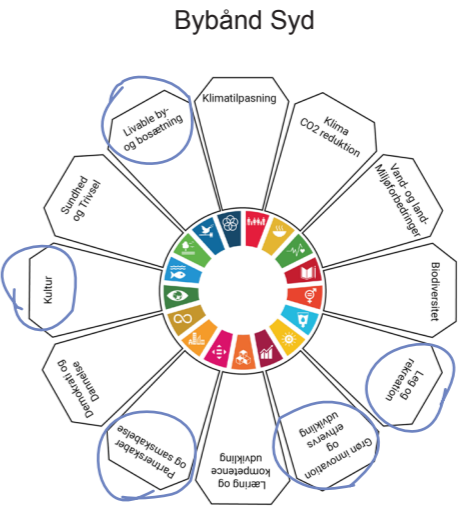 Bybånd Syd
Klimatilpasning
Klima
CO2 reduktion
Vand- og land-
Miljøforbedringer
Biodiversitet
Leg og
rekreation
Grøn innovation
og
erhvervs
udvikling
Læring og
kompetence
udvikling
Partnerskaber
og samskabelse
Demokrati og
Dannelse
Kultur
Sundhed
og Trivsel
Livable by-
og bosætning